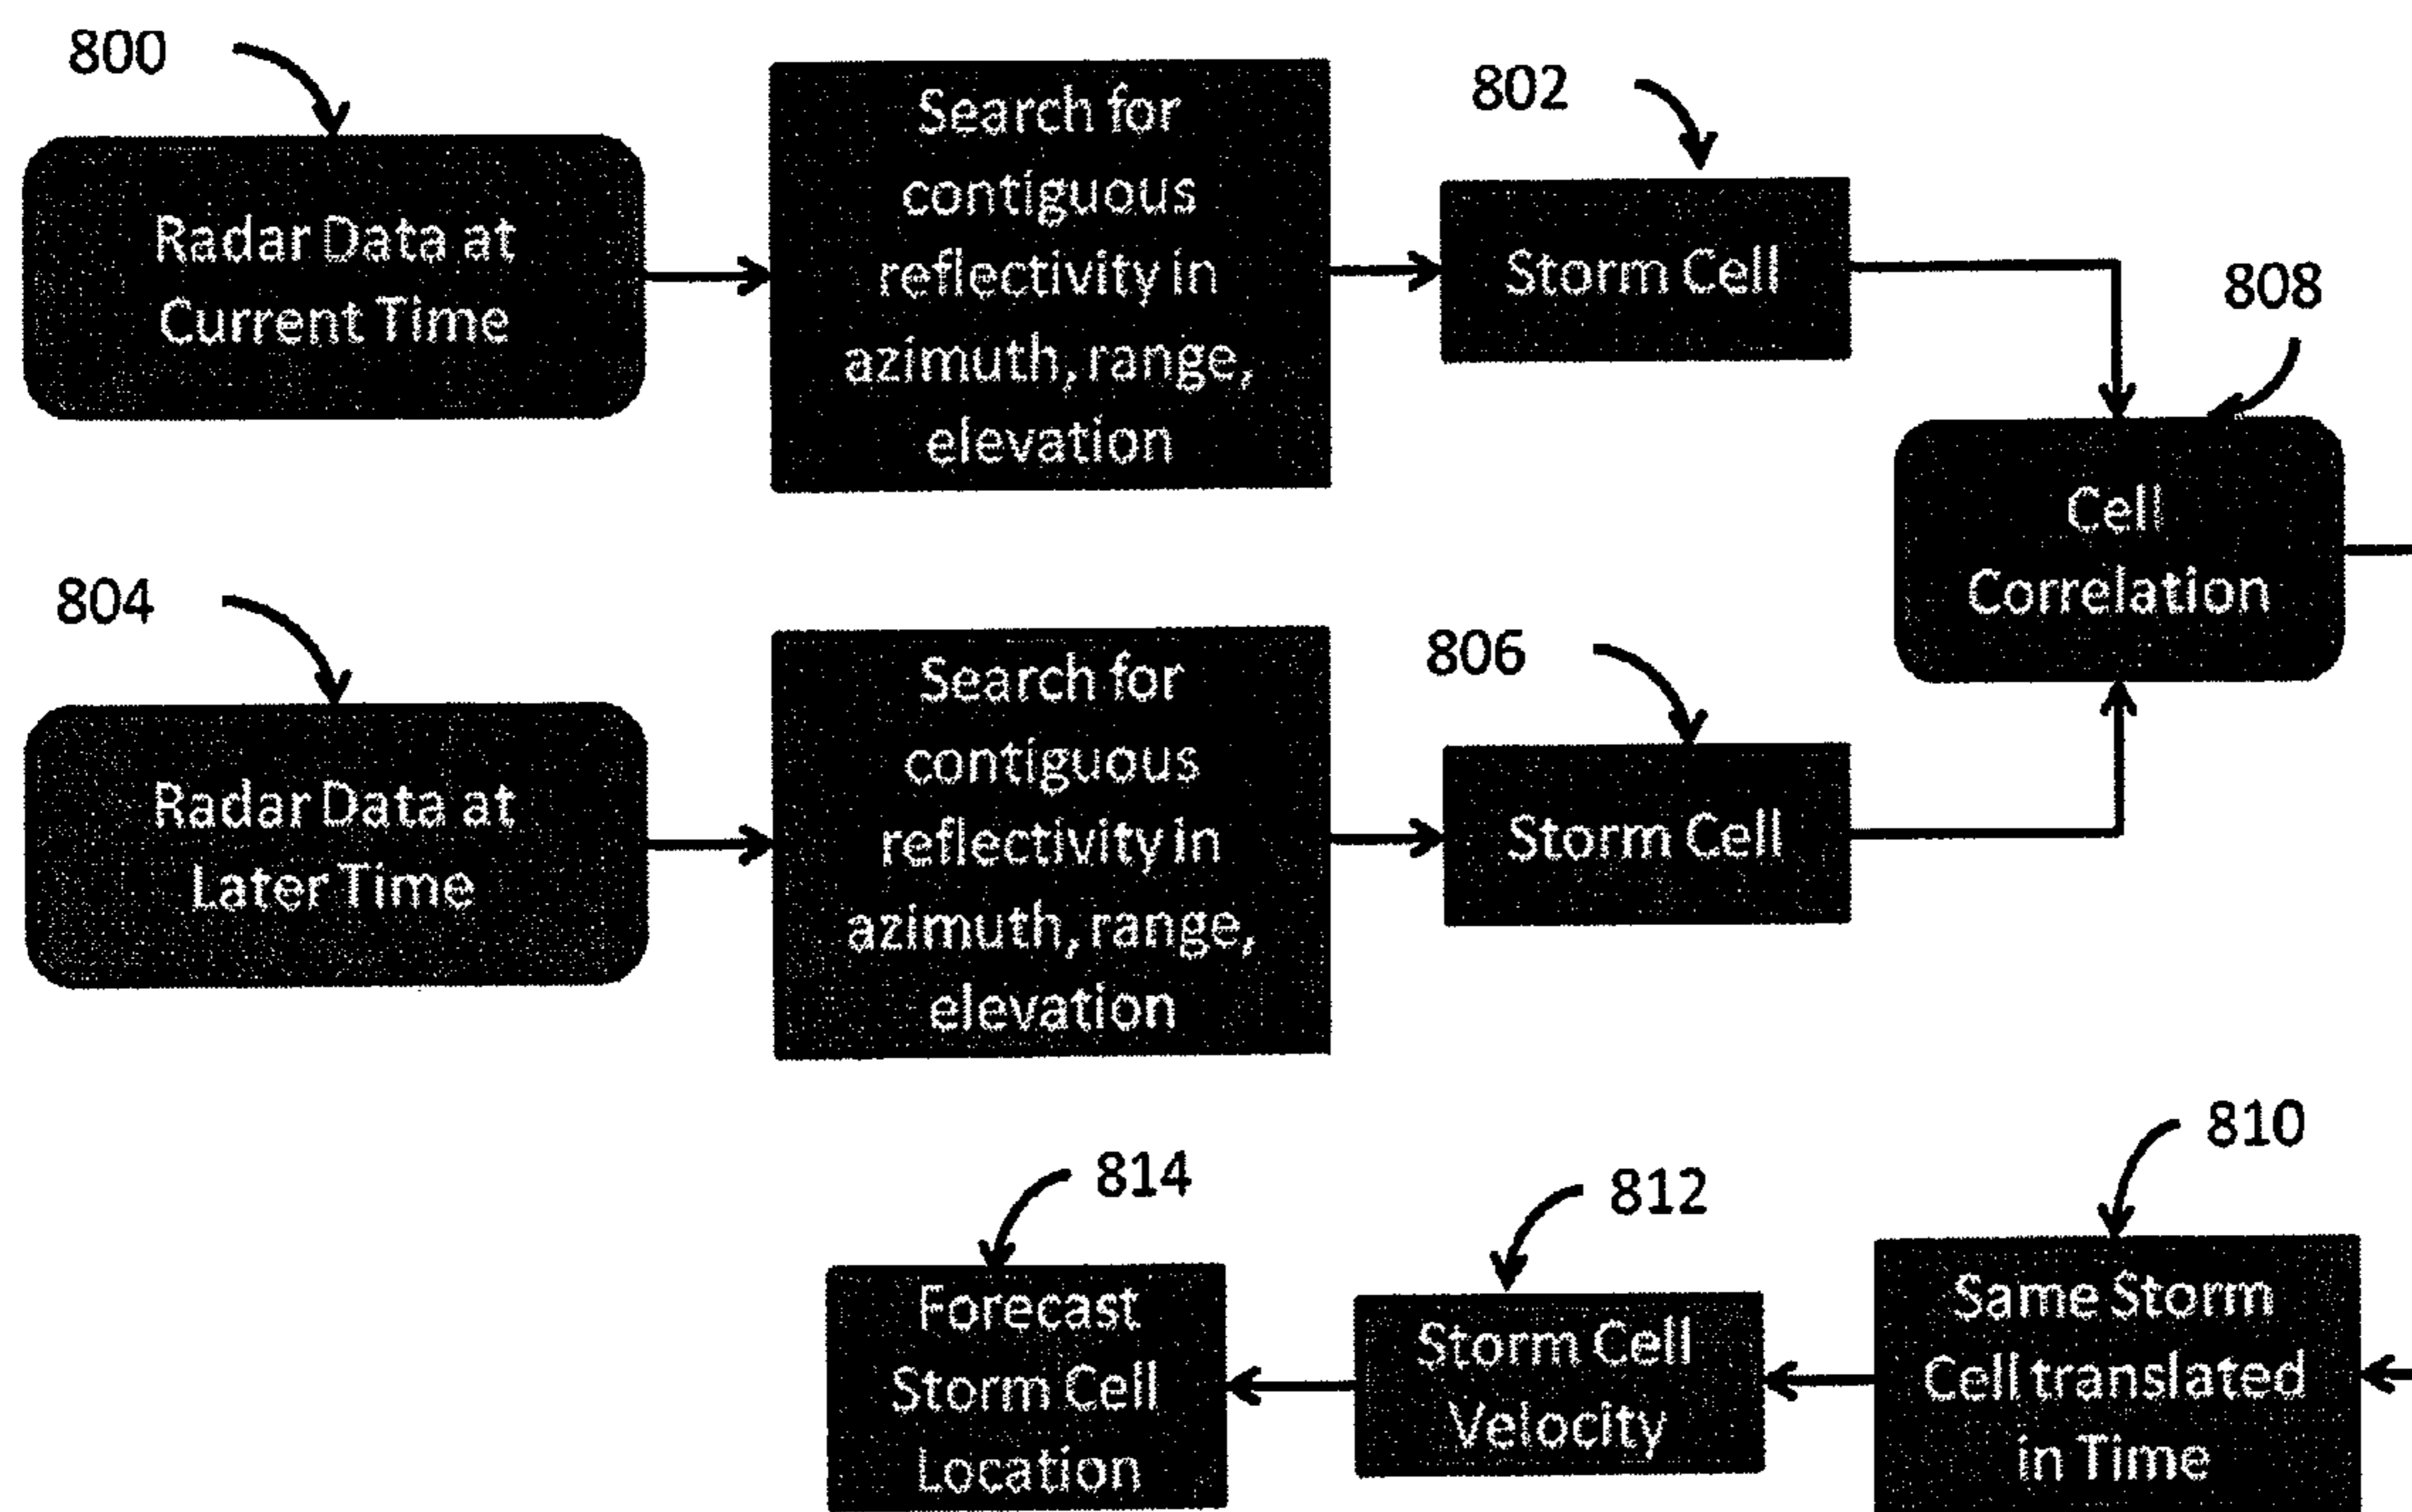 800
Radar Data at
Current Time
Search for
contiguous
reflectivity in
azimuth, range,
elevation
802
Storm Cell
808
Cell
Correlation
804
Radar Data at
Later Time
Search for
contiguous
reflectivity in
azimuth, range,
elevation
806
Storm Cell
810
Same Storm
Cell translated
in Time
812
Storm Cell
Velocity
814
Forecast
Storm Cell
Location